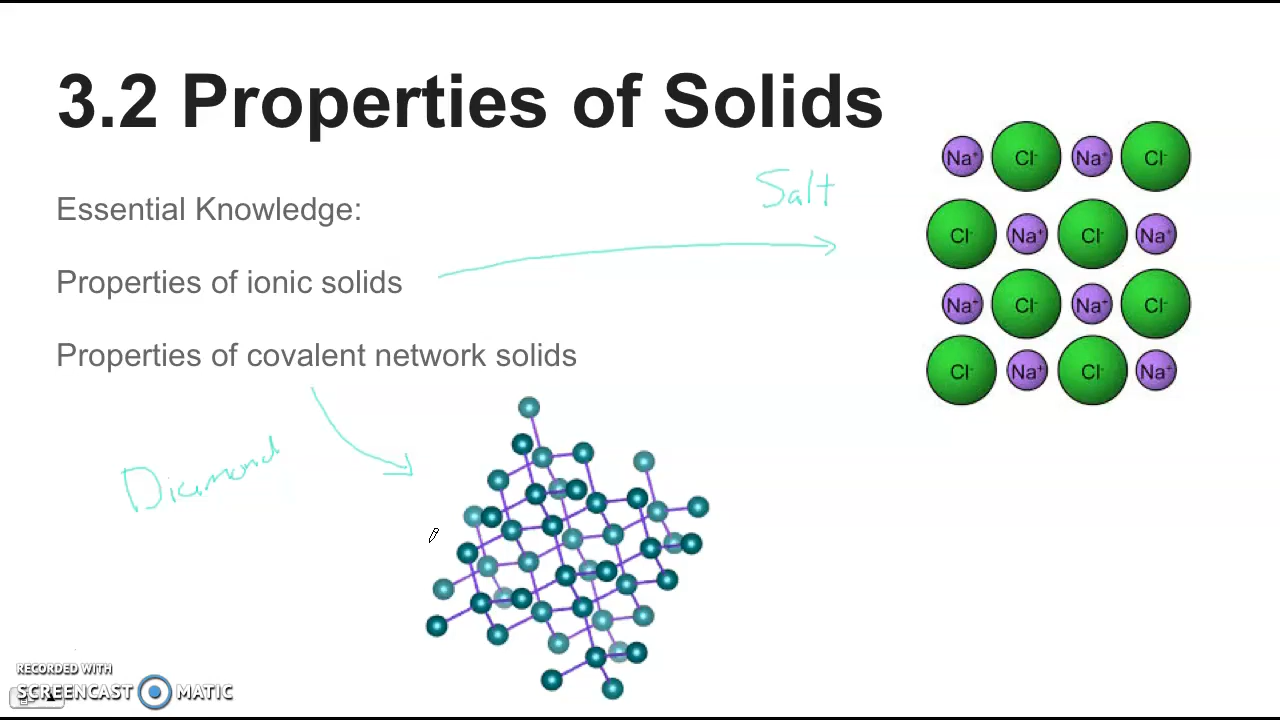 3.2 Properties of Solids
Essential Knowledge:
Salt
Properties of ionic solids
Properties of covalent network solids
Diamond
Na⁺ Cl⁻ Na⁺ Cl⁻
Cl⁻ Na⁺ Cl⁻ Na⁺
Na⁺ Cl⁻ Na⁺ Cl⁻
Cl⁻ Na⁺ Cl⁻ Na⁺
RECORDED WITH
SCREENCAST MATIC